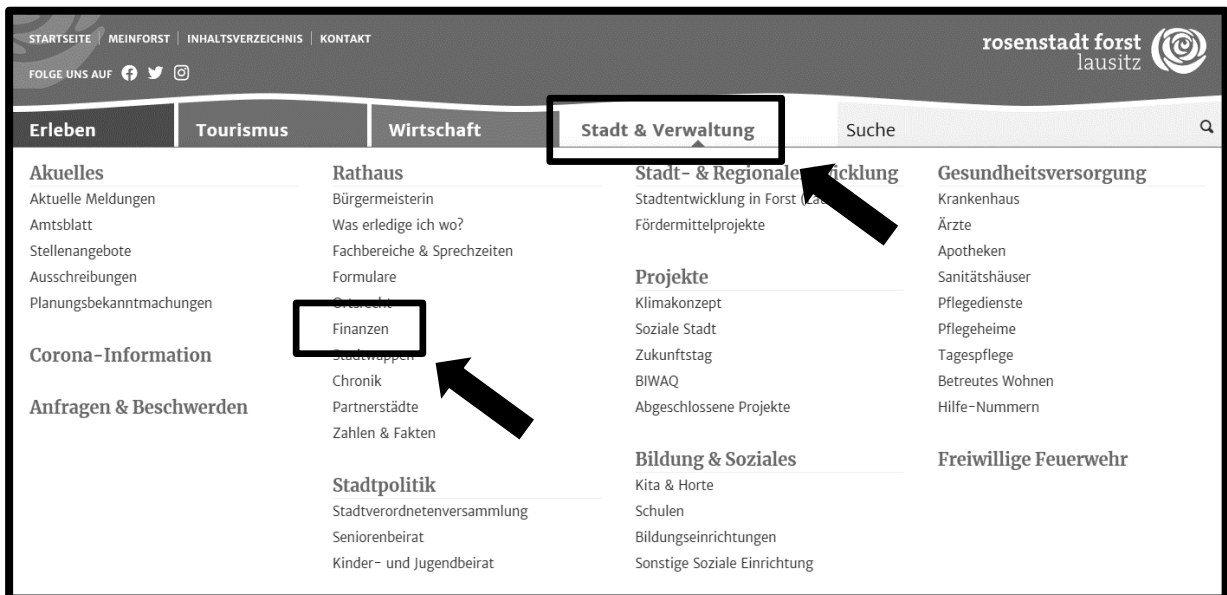 STARTSEITE | MEINFORST | INHALTSVERZEICHNIS | KONTAKT
FOLGE UNS AUF
rosenstadt forst
lausitz
Erleben
Tourismus
Wirtschaft
Stadt & Verwaltung
Suche
Akuelles
Aktuelle Meldungen
Amtsblatt
Stellenangebote
Ausschreibungen
Planungsbekanntmachungen
Corona-Information
Anfragen & Beschwerden
Rathaus
Bürgermeisterin
Was erledige ich wo?
Fachbereiche & Sprechzeiten
Formulare
Ortsrecht
Finanzen
Stadtwappen
Chronik
Partnerstädte
Zahlen & Fakten
Stadtpolitik
Stadtverordnetenversammlung
Seniorenbeirat
Kinder- und Jugendbeirat
Stadt- & Regionale
Stadtentwicklung in Forst
Fördermittelprojekte
Projekte
Klimakonzept
Soziale Stadt
Zukunftstag
BIWAQ
Abgeschlossene Projekte
Bildung & Soziales
Kita & Horte
Schulen
Bildungseinrichtungen
Sonstige Soziale Einrichtung
Gesundheitsversorgung
Krankenhaus
Ärzte
Apotheken
Sanitätshäuser
Pflegedienste
Pflegeheime
Tagespflege
Betreutes Wohnen
Hilfe-Nummern
Freiwillige Feuerwehr